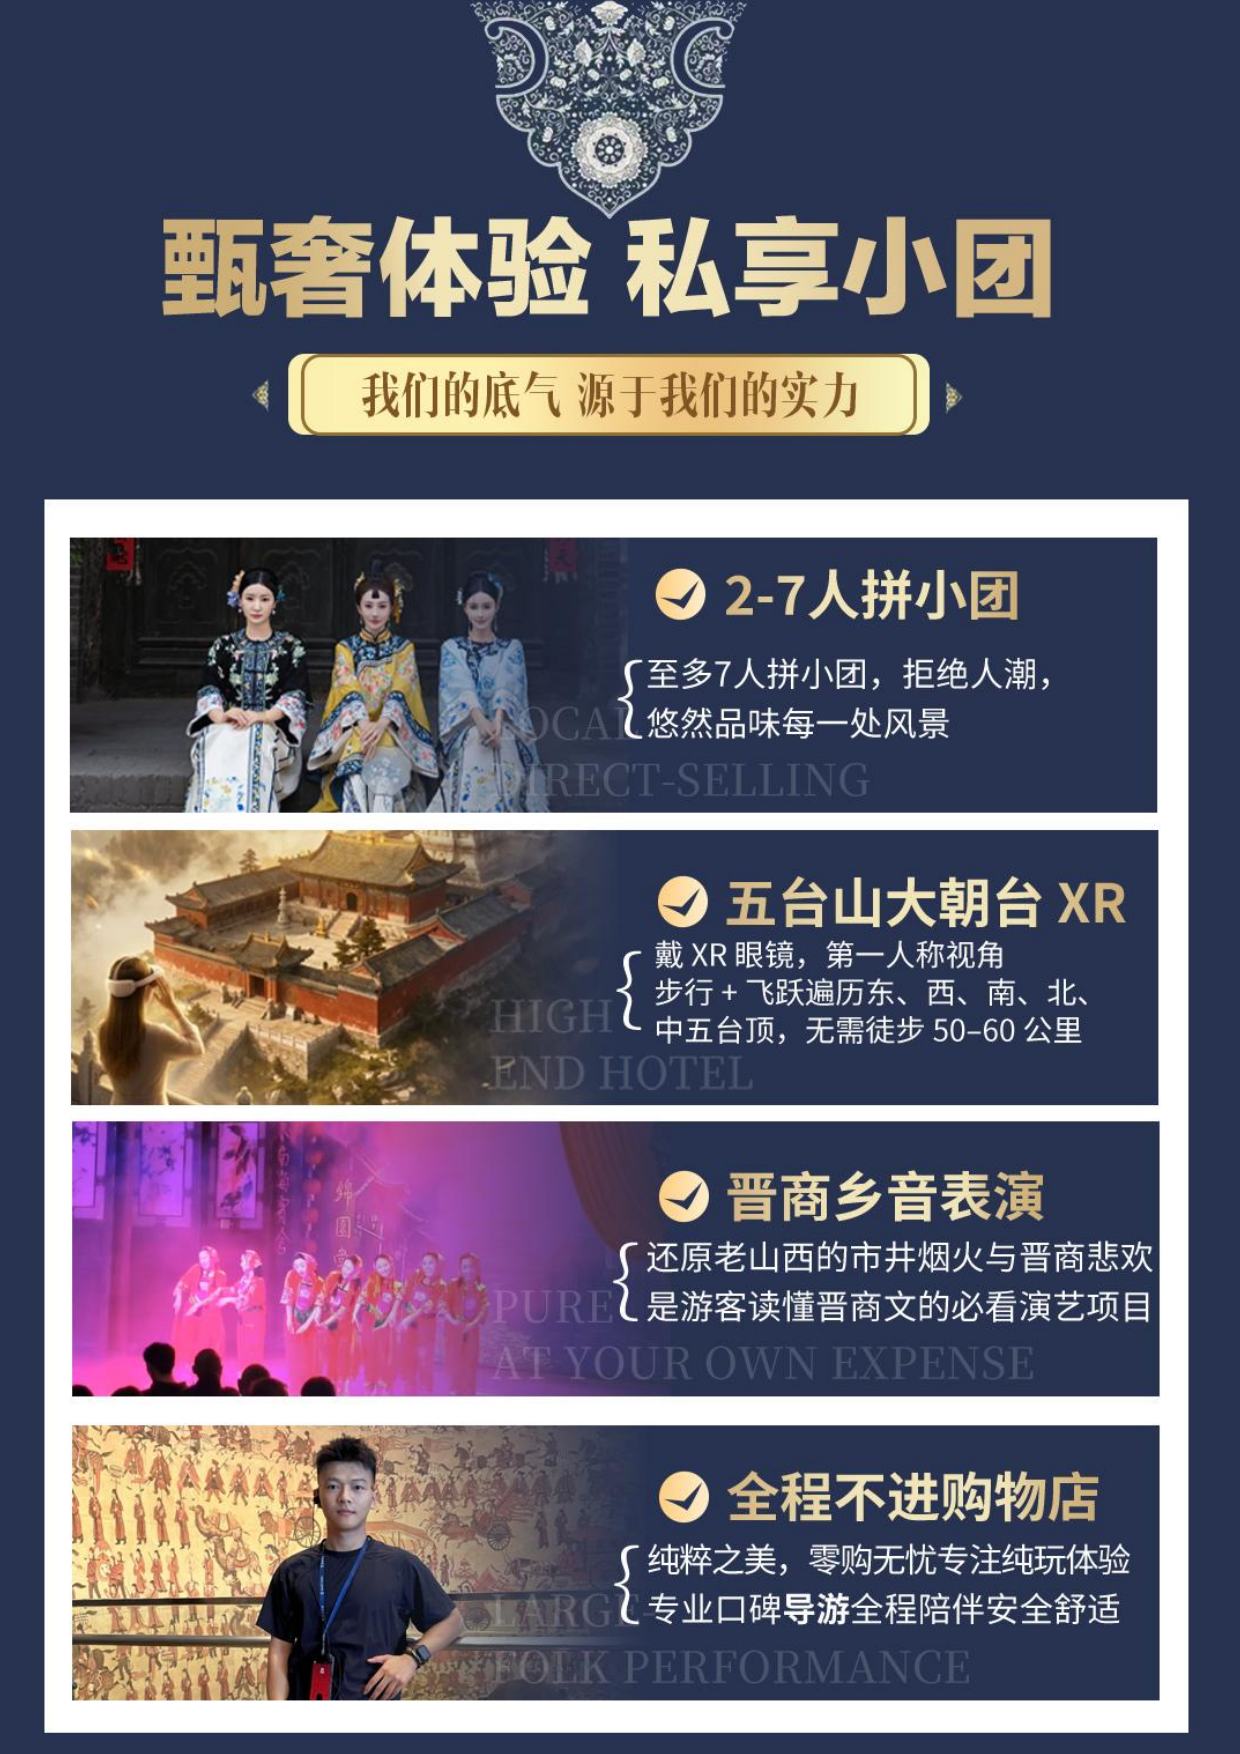 甄奢体验 私享小团
我们的底气 源于我们的实力
2-7人拼小团
至多7人拼小团，拒绝人潮，
悠然品味每一处风景
LOCAL
DIRECT-SELLING
五台山大朝台 XR
戴 XR 眼镜，第一人称视角
步行 + 飞跃遍历东、西、南、北、
中五台顶，无需徒步 50–60 公里
HIGH
END HOTEL
晋商乡音表演
还原老山西的市井烟火与晋商悲欢
是游客读懂晋商文的必看演艺项目
PURE
AT YOUR OWN EXPENSE
全程不进购物店
纯粹之美，零购无忧专注纯玩体验
专业口碑导游全程陪伴安全舒适
LARGE-
FOLK PERFORMANCE